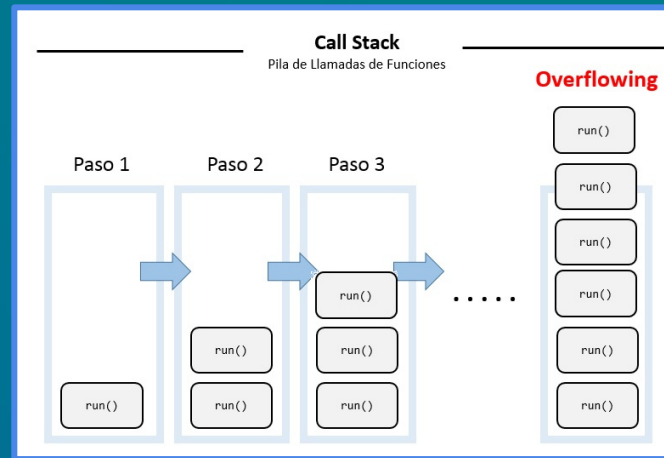 Call Stack
Pila de Llamadas de Funciones
Overflowing
run()
Paso 1
Paso 2
Paso 3
run()
run()
run()
.....
run()
run()
run()
run()
run()
run()
run()
run()